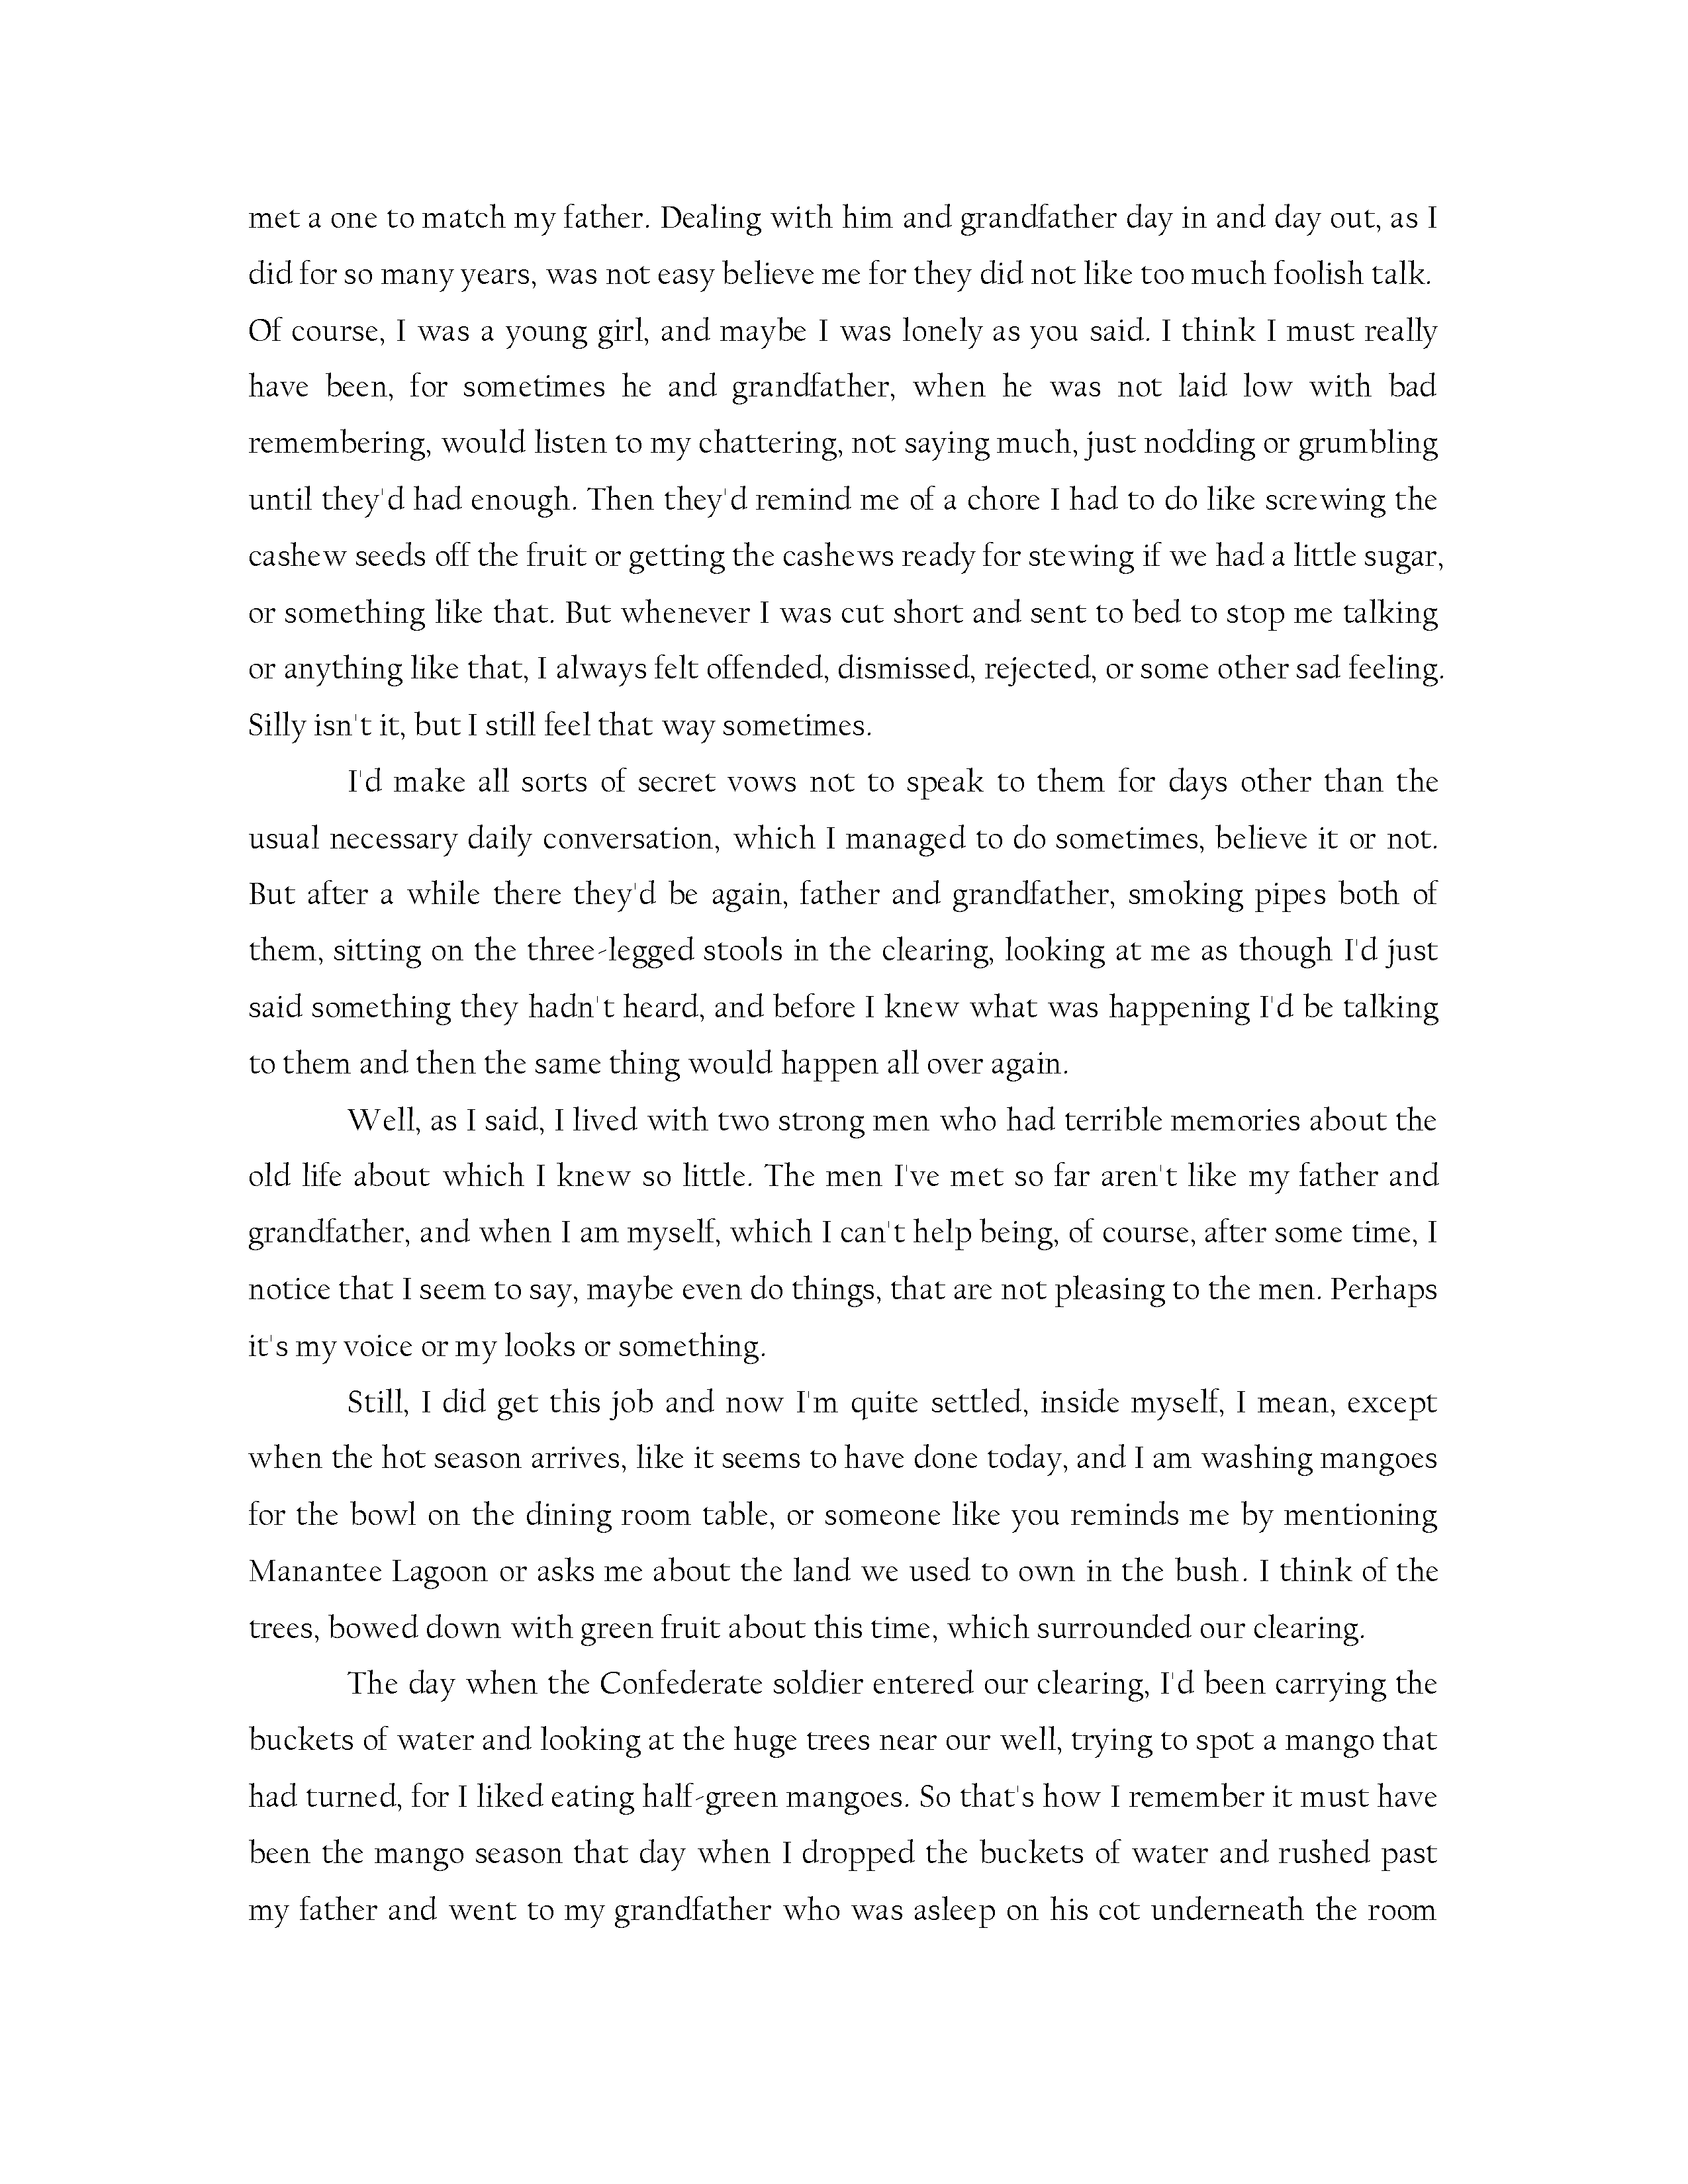 met a one to match my father. Dealing with him and grandfather day in and day out, as I
did for so many years, was not easy believe me for they did not like too much foolish talk.
Of course, I was a young girl, and maybe I was lonely as you said. I think I must really
have been, for sometimes he and grandfather, when he was not laid low with bad
remembering, would listen to my chattering, not saying much, just nodding or grumbling
until they'd had enough. Then they'd remind me of a chore I had to do like screwing the
cashew seeds off the fruit or getting the cashews ready for stewing if we had a little sugar,
or something like that. But whenever I was cut short and sent to bed to stop me talking
or anything like that, I always felt offended, dismissed, rejected, or some other sad feeling.
Silly isn't it, but I still feel that way sometimes.
I'd make all sorts of secret vows not to speak to them for days other than the
usual necessary daily conversation, which I managed to do sometimes, believe it or not.
But after a while there they'd be again, father and grandfather, smoking pipes both of
them, sitting on the three-legged stools in the clearing, looking at me as though I'd just
said something they hadn't heard, and before I knew what was happening I'd be talking
to them and then the same thing would happen all over again.
Well, as I said, I lived with two strong men who had terrible memories about the
old life about which I knew so little. The men I've met so far aren't like my father and
grandfather, and when I am myself, which I can't help being, of course, after some time, I
notice that I seem to say, maybe even do things, that are not pleasing to the men. Perhaps
it's my voice or my looks or something.
Still, I did get this job and now I'm quite settled, inside myself, I mean, except
when the hot season arrives, like it seems to have done today, and I am washing mangoes
for the bowl on the dining room table, or someone like you reminds me by mentioning
Manantee Lagoon or asks me about the land we used to own in the bush. I think of the
trees, bowed down with green fruit about this time, which surrounded our clearing.
The day when the Confederate soldier entered our clearing, I'd been carrying the
buckets of water and looking at the huge trees near our well, trying to spot a mango that
had turned, for I liked eating half-green mangoes. So that's how I remember it must have
been the mango season that day when I dropped the buckets of water and rushed past
my father and went to my grandfather who was asleep on his cot underneath the room